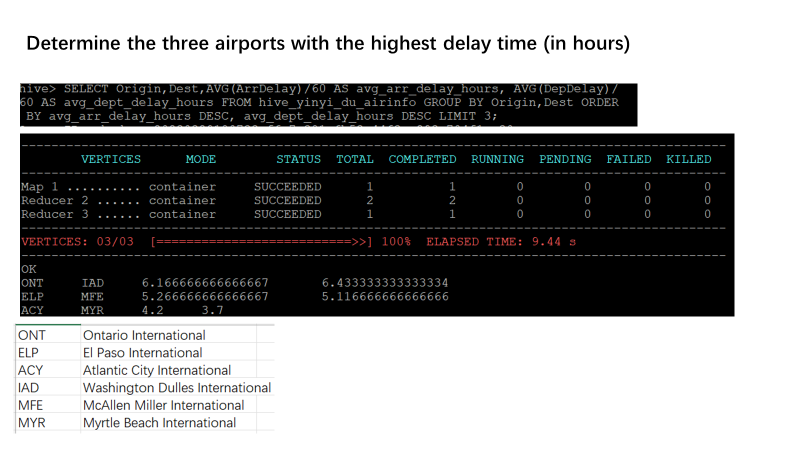 Determine the three airports with the highest delay time (in hours)
hive> SELECT Origin,Dest,AVG(ArrDelay)/60 AS avg_arr_delay_hours, AVG(DepDelay)/
60 AS avg_dept_delay_hours FROM hive_yinyi_du_airinfo GROUP BY Origin,Dest ORDER
BY avg_arr_delay_hours DESC, avg_dept_delay_hours DESC LIMIT 3;
VERTICES MODE STATUS TOTAL COMPLETED RUNNING PENDING FAILED KILLED
Map 1 .......... container SUCCEEDED 1 1 0 0 0 0
Reducer 2 ...... container SUCCEEDED 2 2 0 0 0 0
Reducer 3 ...... container SUCCEEDED 1 1 0 0 0 0
VERTICES: 03/03 [==========================>>] 100% ELAPSED TIME: 9.44 s
OK
ONT IAD 6.166666666666667 6.433333333333334
ELP MFE 5.266666666666667 5.116666666666666
ACY MYR 4.2 3.7
ONT Ontario International
ELP El Paso International
ACY Atlantic City International
IAD Washington Dulles International
MFE McAllen Miller International
MYR Myrtle Beach International